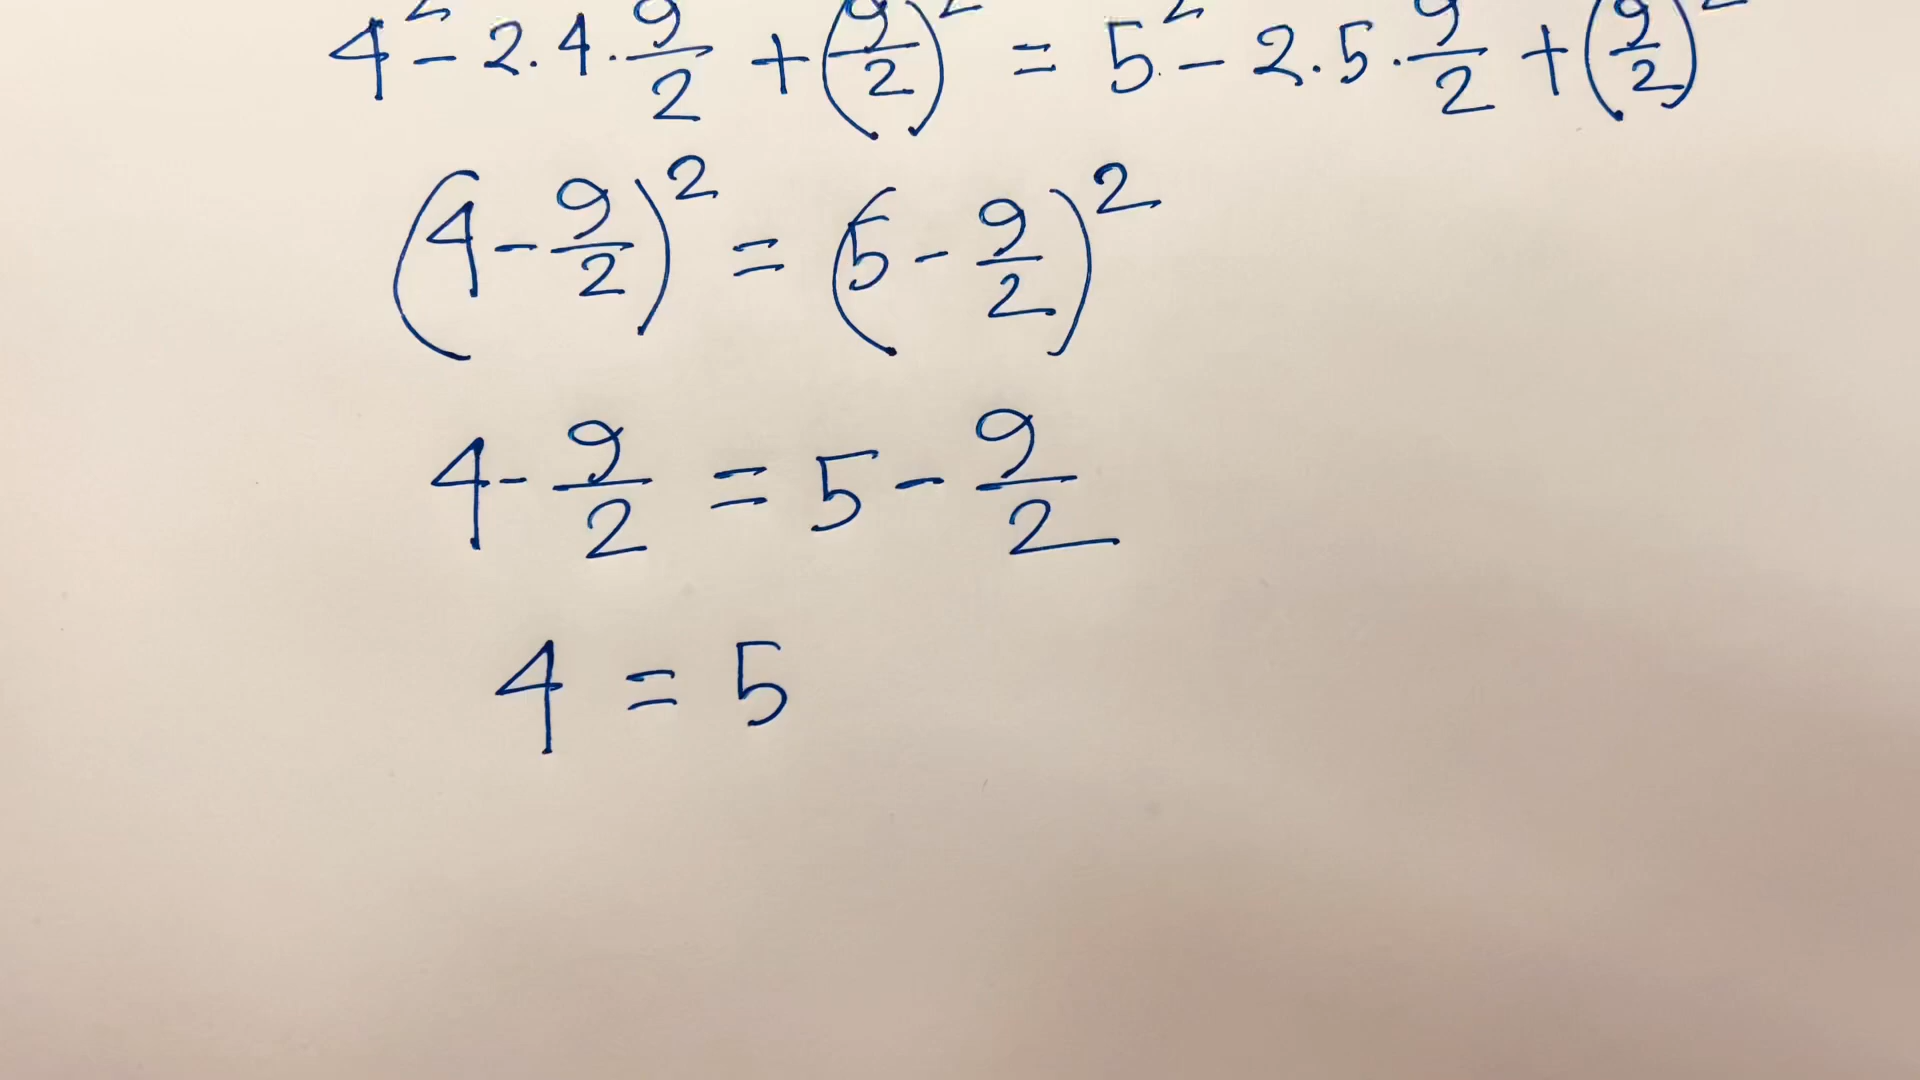 4² - 2.4.9/2 + (9/2)² = 5² - 2.5.9/2 + (9/2)²
(4 - 9/2)² = (5 - 9/2)²
4 - 9/2 = 5 - 9/2
4 = 5